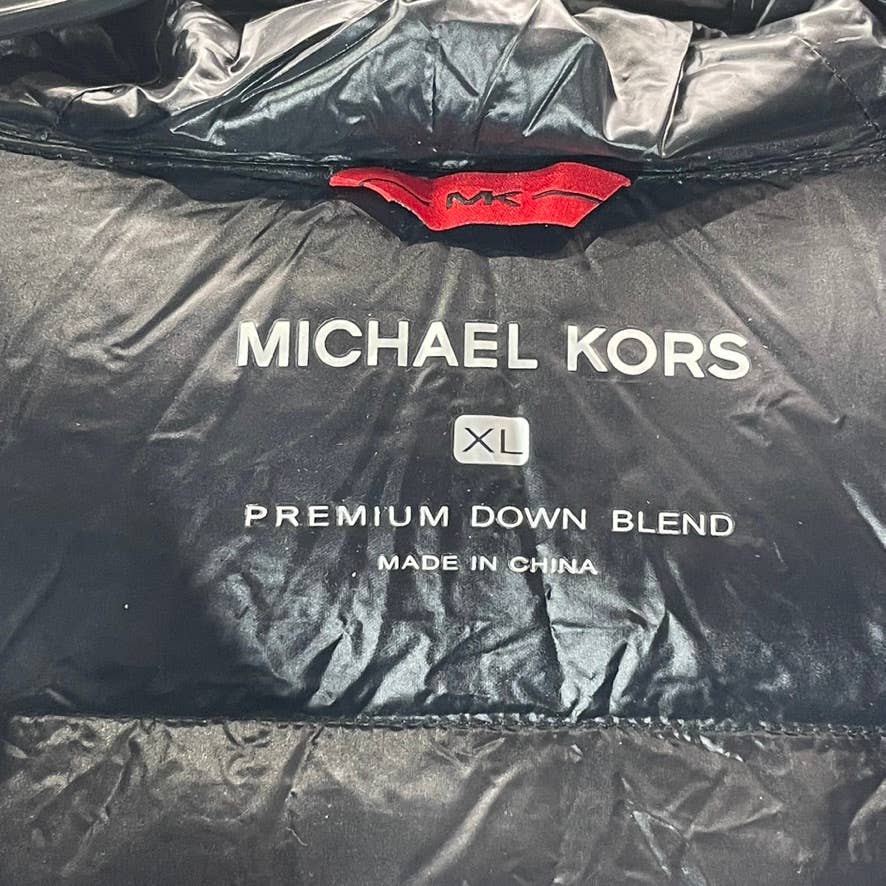 MK
MICHAEL KORS
XL
PREMIUM DOWN BLEND
MADE IN CHINA